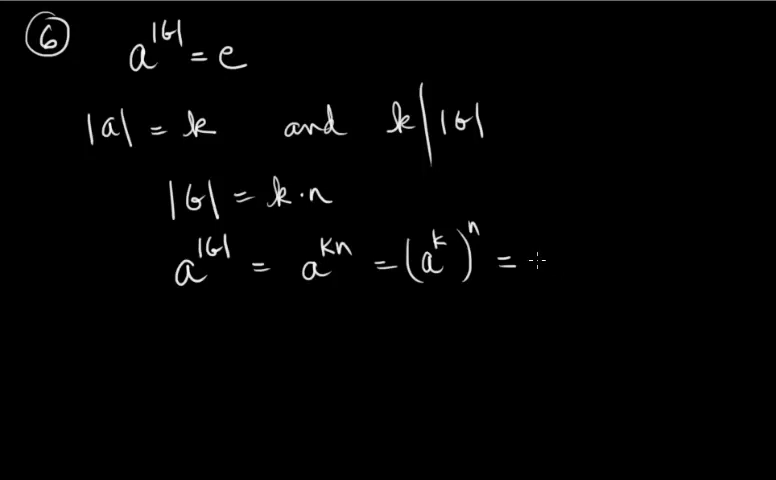 ⑥ a^|G| = e
|a| = k and k | |G|
|G| = k · n
a^|G| = a^kn = (a^k)^n =